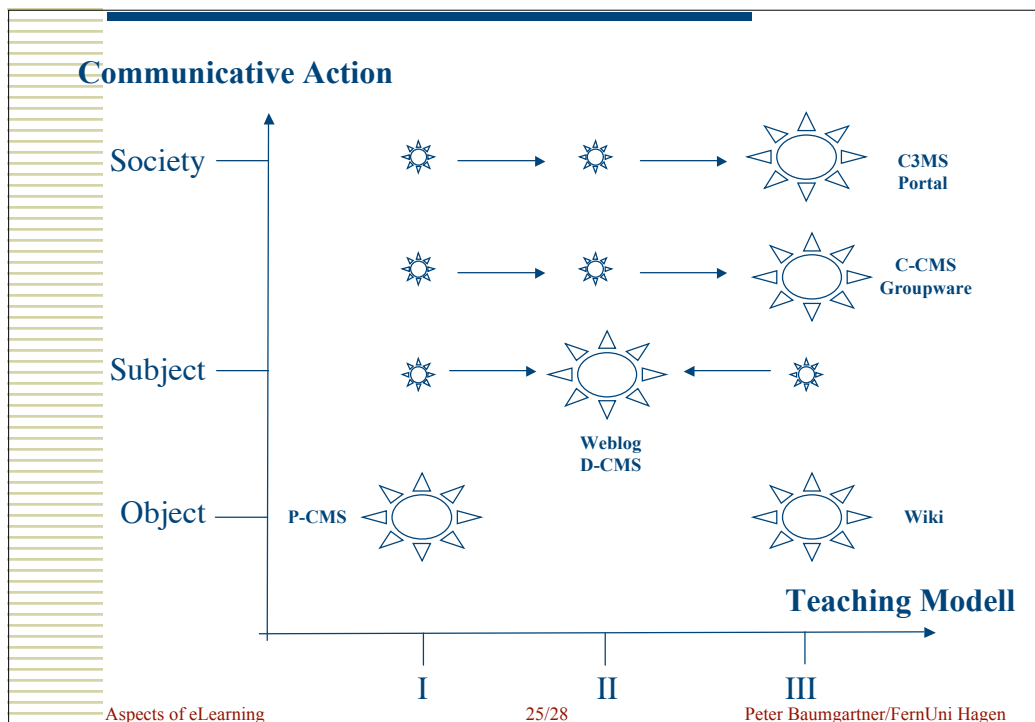 Communicative Action
Society
C3MS
Portal
C-CMS
Groupware
Subject
Weblog
D-CMS
Object
P-CMS
Wiki
Teaching Modell
I
II
III
Aspects of eLearning
25/28
Peter Baumgartner/FernUni Hagen